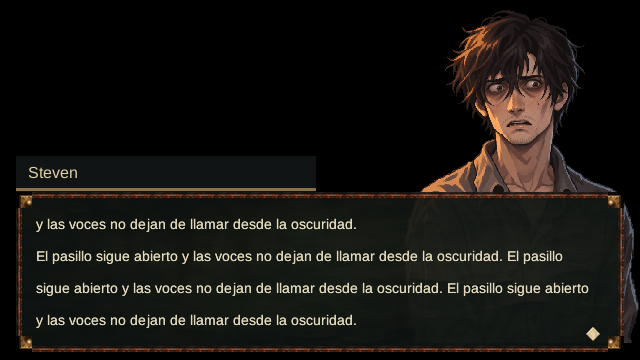 Steven
y las voces no dejan de llamar desde la oscuridad.
El pasillo sigue abierto y las voces no dejan de llamar desde la oscuridad. El pasillo
sigue abierto y las voces no dejan de llamar desde la oscuridad. El pasillo sigue abierto
y las voces no dejan de llamar desde la oscuridad.